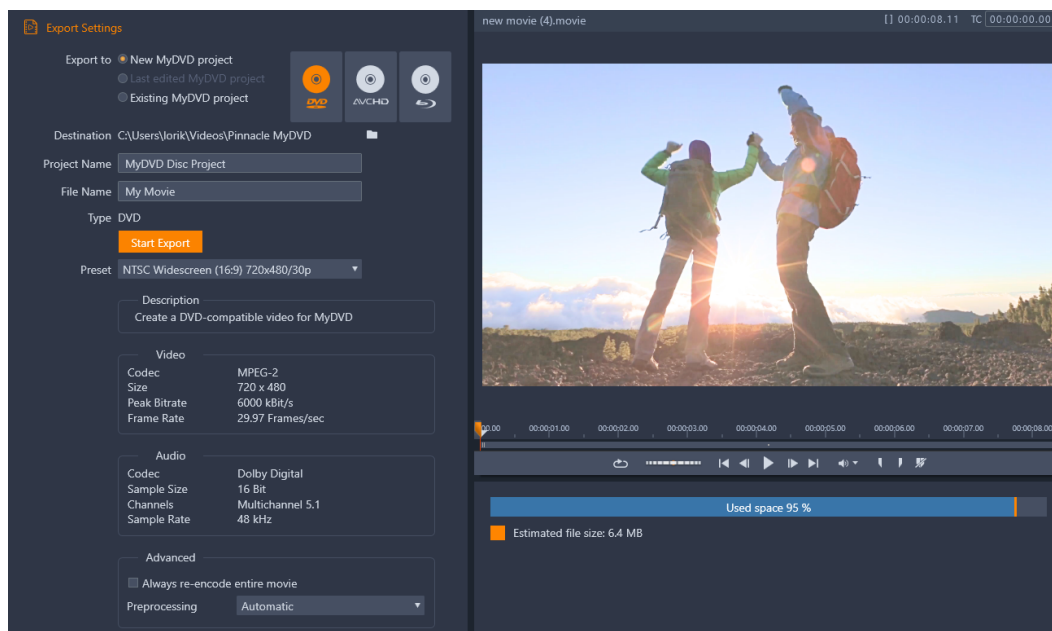 Export Settings
Export to
New MyDVD project
Last edited MyDVD project
Existing MyDVD project
DVD
AVCHD
Destination C:\Users\lorik\Videos\Pinnacle MyDVD
Project Name MyDVD Disc Project
File Name My Movie
Type DVD
Start Export
Preset NTSC Widescreen (16:9) 720x480/30p
Description
Create a DVD-compatible video for MyDVD
Video
Codec MPEG-2
Size 720 x 480
Peak Bitrate 6000 kBit/s
Frame Rate 29.97 Frames/sec
Audio
Codec Dolby Digital
Sample Size 16 Bit
Channels Multichannel 5.1
Sample Rate 48 kHz
Advanced
Always re-encode entire movie
Preprocessing Automatic
new movie (4).movie
[] 00:00:08.11 TC 00:00:00.00
00:00;01.00 00:00;02.00 00:00;03.00 00:00;04.00 00:00;05.00 00:00;06.00 00:00;07.00 00:00;08.00
Used space 95 %
Estimated file size: 6.4 MB